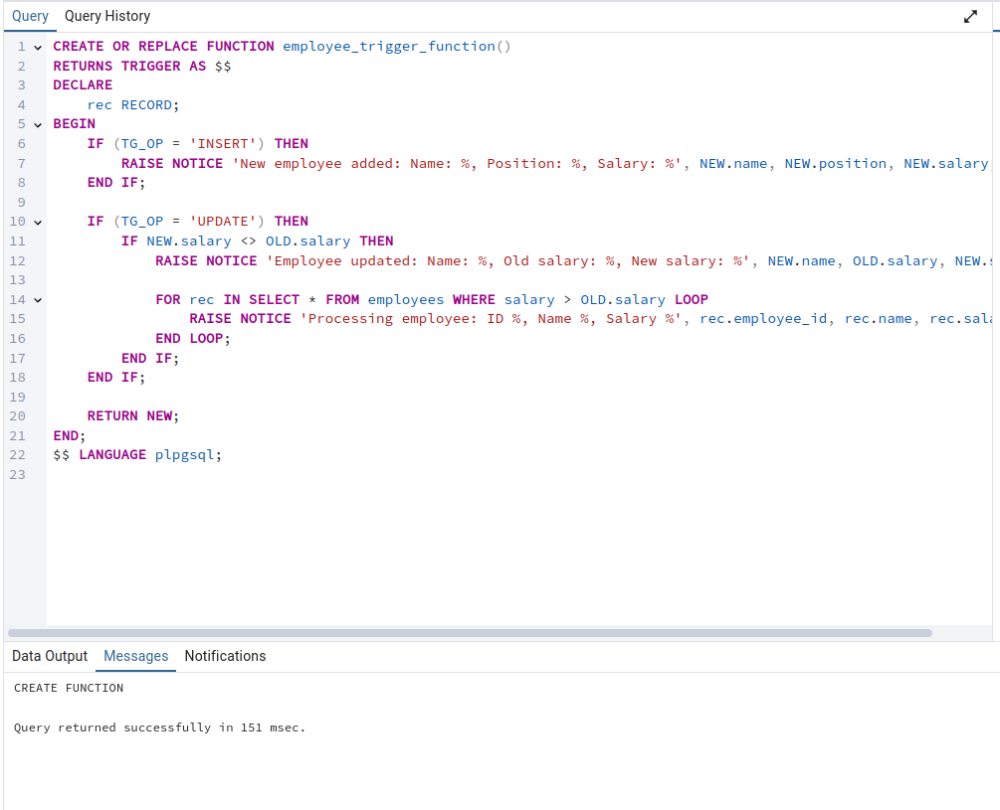 Query Query History
1 CREATE OR REPLACE FUNCTION employee_trigger_function()
2 RETURNS TRIGGER AS $$
3 DECLARE
4     rec RECORD;
5 BEGIN
6     IF (TG_OP = 'INSERT') THEN
7         RAISE NOTICE 'New employee added: Name: %, Position: %, Salary: %', NEW.name, NEW.position, NEW.salary
8     END IF;
9
10     IF (TG_OP = 'UPDATE') THEN
11         IF NEW.salary <> OLD.salary THEN
12             RAISE NOTICE 'Employee updated: Name: %, Old salary: %, New salary: %', NEW.name, OLD.salary, NEW.
13
14             FOR rec IN SELECT * FROM employees WHERE salary > OLD.salary LOOP
15                 RAISE NOTICE 'Processing employee: ID %, Name %, Salary %', rec.employee_id, rec.name, rec.sala
16             END LOOP;
17         END IF;
18     END IF;
19
20     RETURN NEW;
21 END;
22 $$ LANGUAGE plpgsql;
23
Data Output Messages Notifications
CREATE FUNCTION
Query returned successfully in 151 msec.